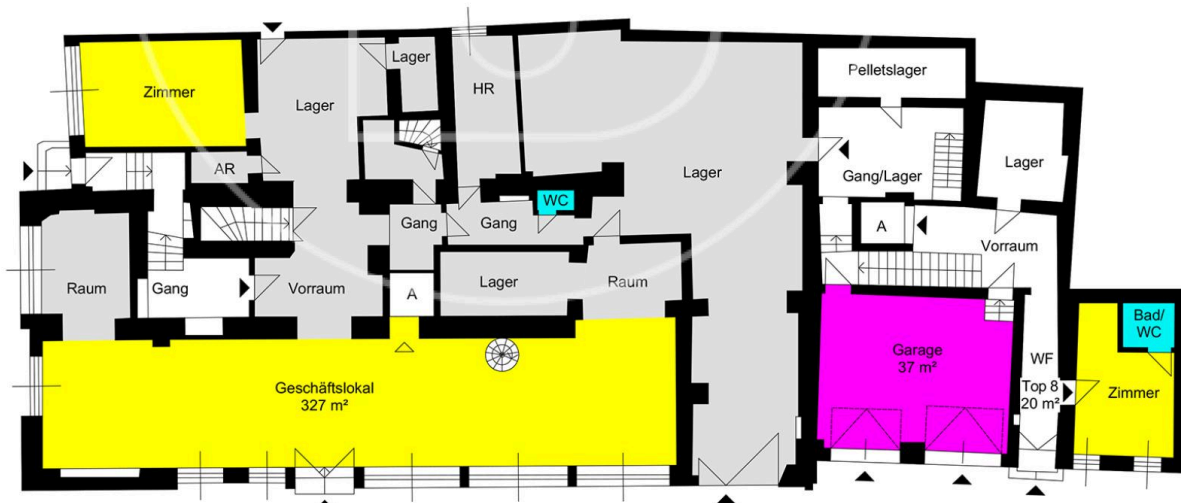 Zimmer
Lager
Lager
HR
Pelletslager
AR
Lager
Gang/Lager
Lager
WC
Gang
Gang
A
Vorraum
Raum
Gang
Vorraum
A
Lager
Raum
Geschäftslokal
327 m²
Garage
37 m²
WF
Top 8
20 m²
Bad/
WC
Zimmer